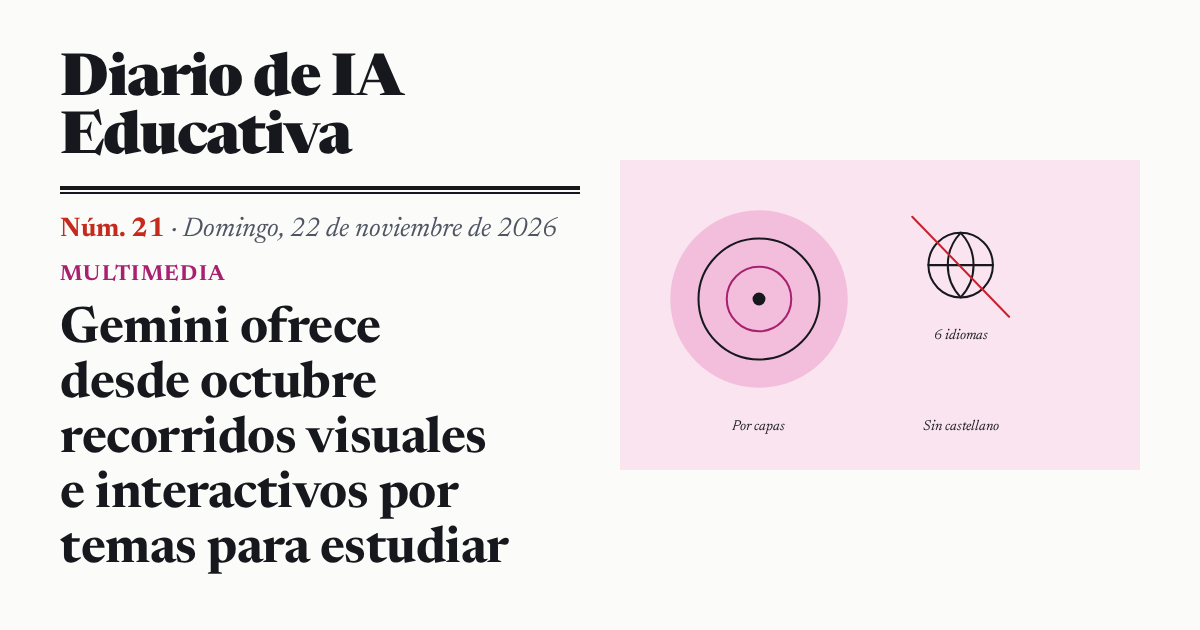 Diario de IA
Educativa
Núm. 21 · Domingo, 22 de noviembre de 2026
MULTIMEDIA
Gemini ofrece
desde octubre
recorridos visuales
e interactivos por
temas para estudiar
6 idiomas
Por capas
Sin castellano